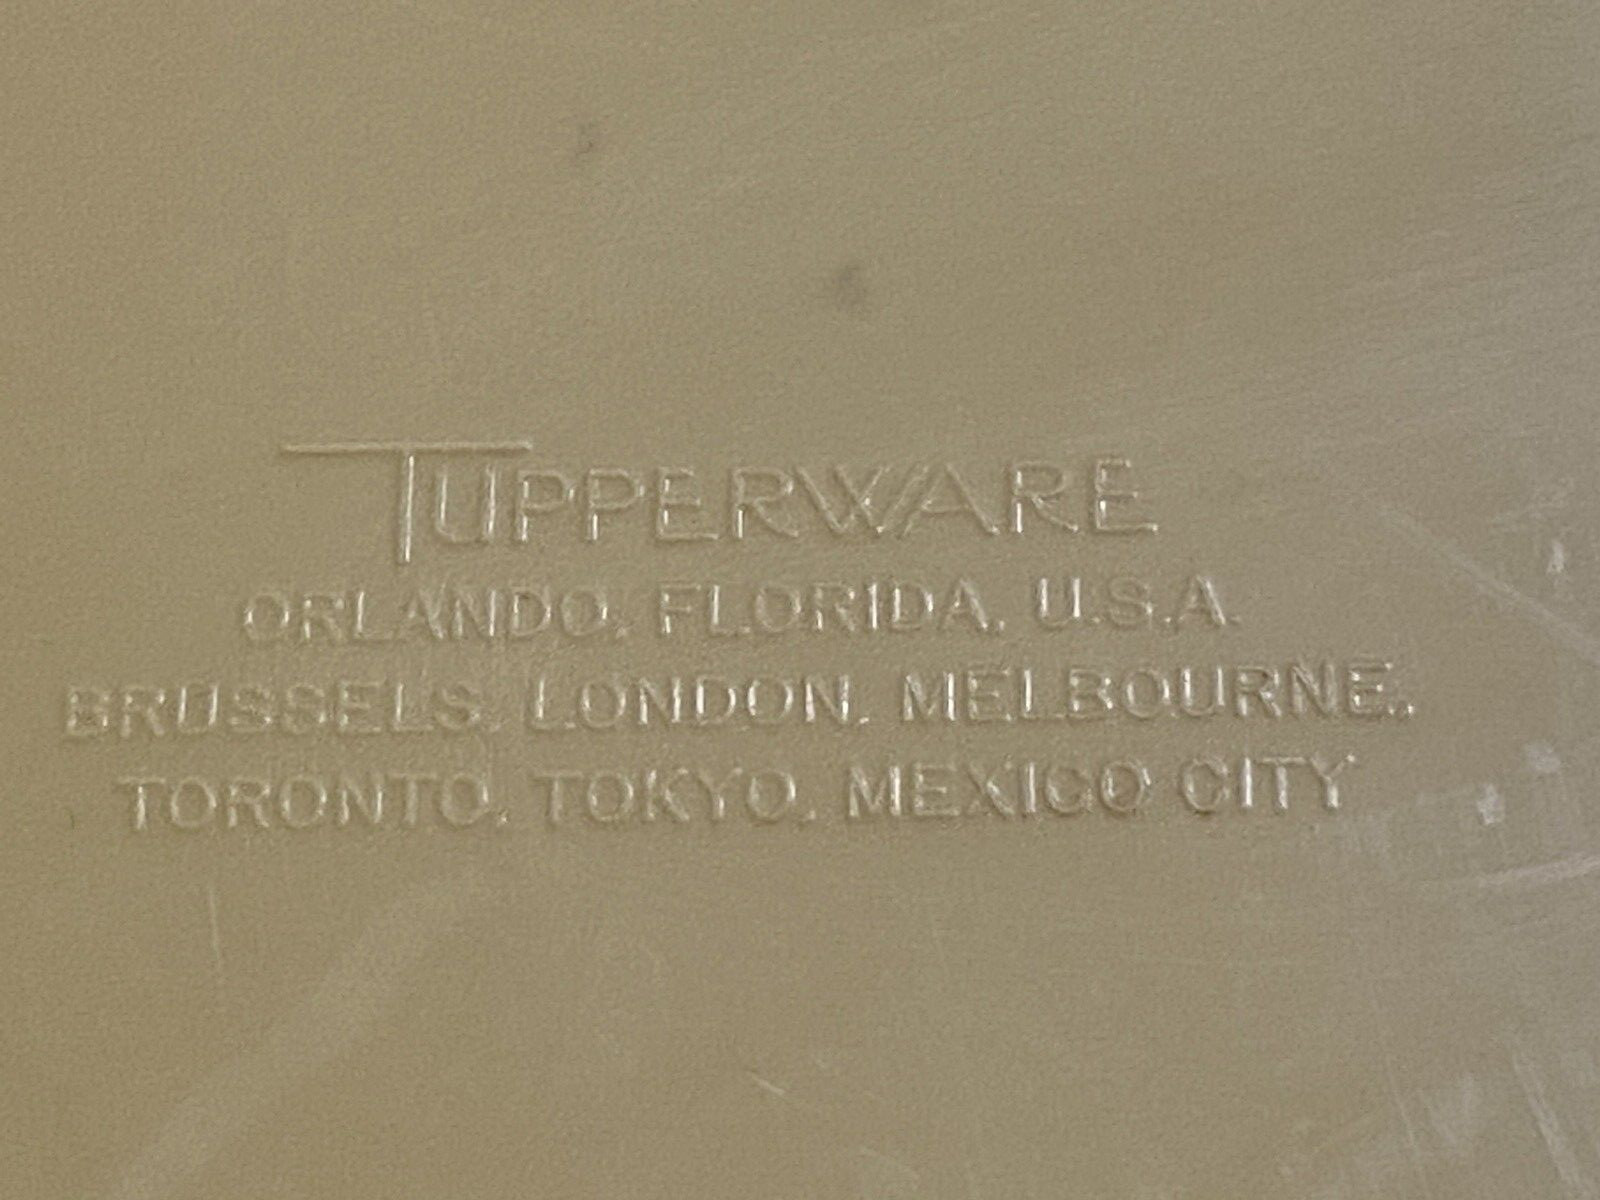 TUPPERWARE
ORLANDO, FLORIDA, U.S.A.
BRUSSELS, LONDON, MELBOURNE,
TORONTO, TOKYO, MEXICO CITY